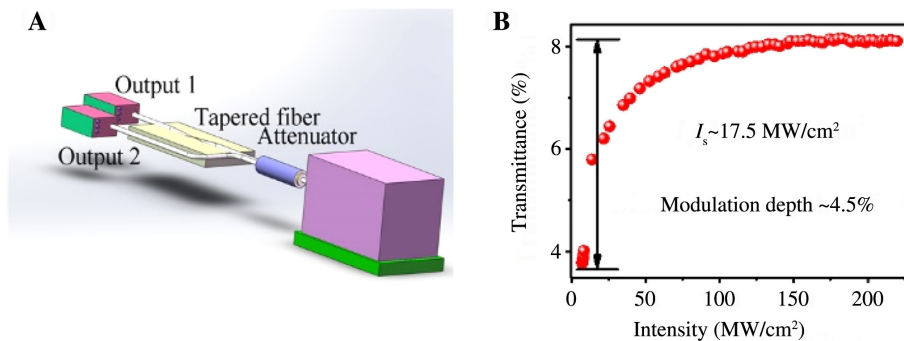 A
Output 1
Tapered fiber
Attenuator
Output 2
B
Transmittance (%)
8
6
4
Iₛ~17.5 MW/cm²
Modulation depth ~4.5%
0 50 100 150 200
Intensity (MW/cm²)